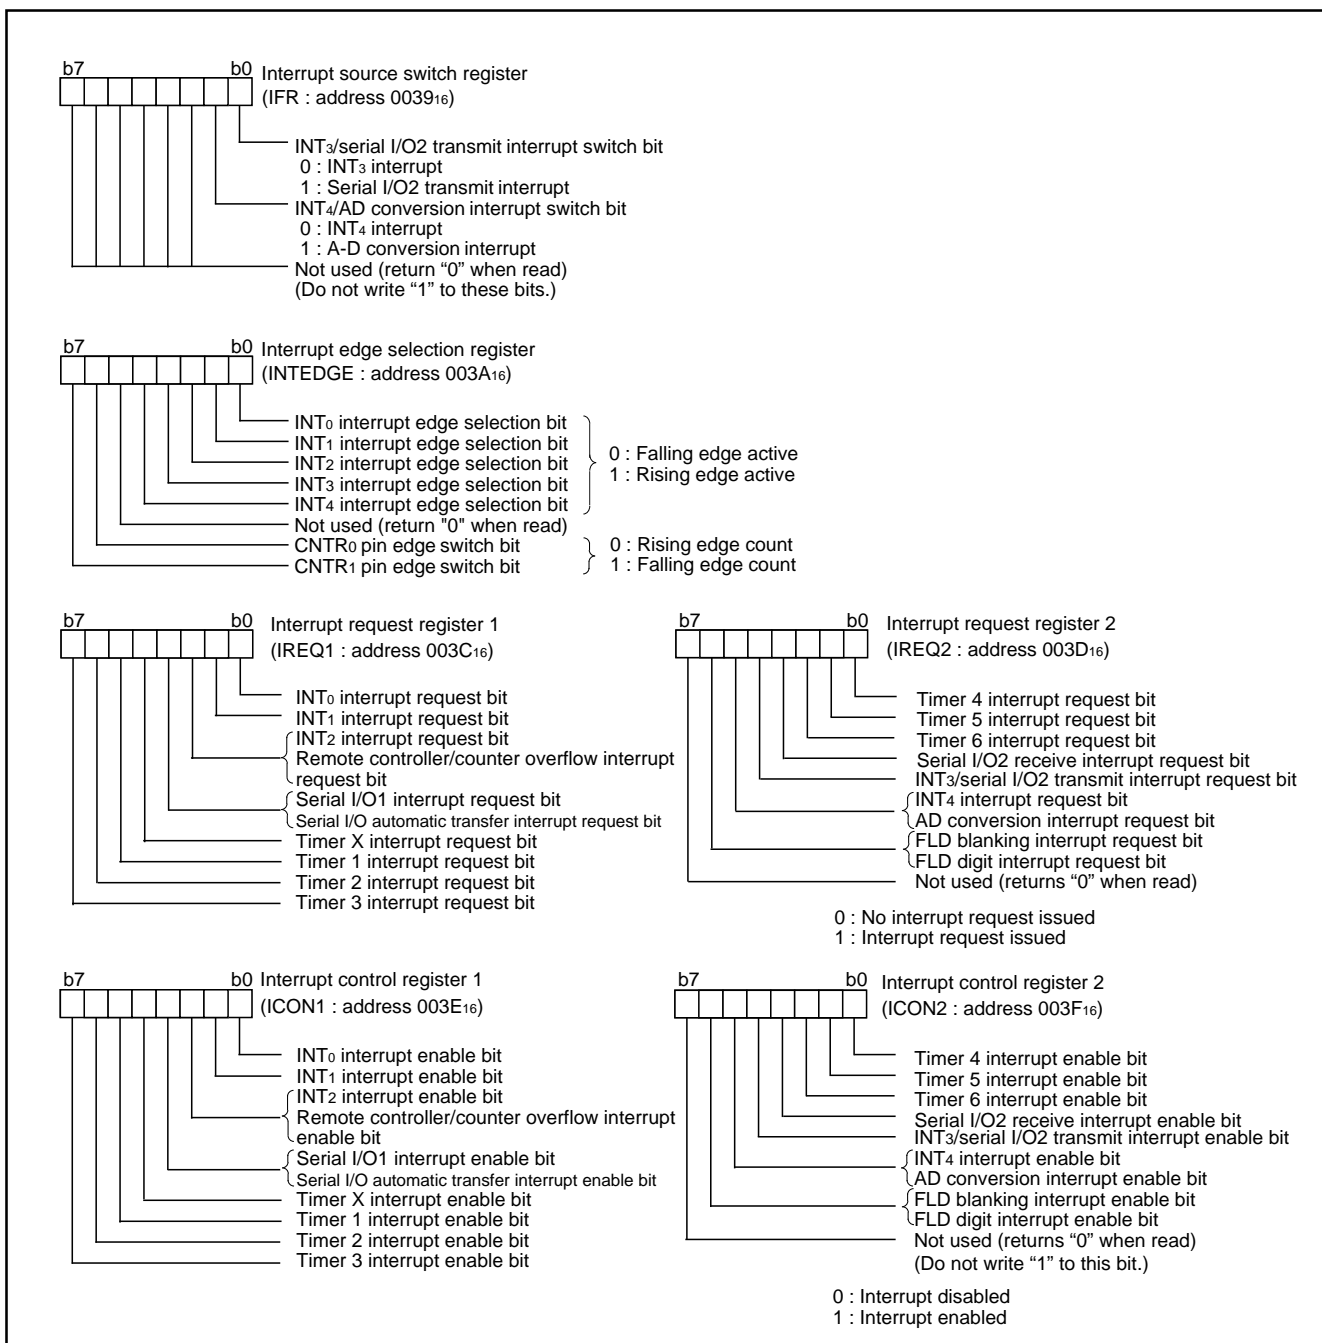 b7 b0 Interrupt source switch register
(IFR : address 0039₁₆)
INT₃/serial I/O2 transmit interrupt switch bit
0 : INT₃ interrupt
1 : Serial I/O2 transmit interrupt
INT₄/AD conversion interrupt switch bit
0 : INT₄ interrupt
1 : A-D conversion interrupt
Not used (return “0” when read)
(Do not write “1” to these bits.)
b7 b0 Interrupt edge selection register
(INTEDGE : address 003A₁₆)
INT₀ interrupt edge selection bit
INT₁ interrupt edge selection bit
INT₂ interrupt edge selection bit
INT₃ interrupt edge selection bit
INT₄ interrupt edge selection bit
0 : Falling edge active
1 : Rising edge active
Not used (return "0" when read)
CNTR₀ pin edge switch bit
CNTR₁ pin edge switch bit
0 : Rising edge count
1 : Falling edge count
b7 b0 Interrupt request register 1
(IREQ1 : address 003C₁₆)
INT₀ interrupt request bit
INT₁ interrupt request bit
INT₂ interrupt request bit
Remote controller/counter overflow interrupt
request bit
Serial I/O1 interrupt request bit
Serial I/O automatic transfer interrupt request bit
Timer X interrupt request bit
Timer 1 interrupt request bit
Timer 2 interrupt request bit
Timer 3 interrupt request bit
b7 b0 Interrupt request register 2
(IREQ2 : address 003D₁₆)
Timer 4 interrupt request bit
Timer 5 interrupt request bit
Timer 6 interrupt request bit
Serial I/O2 receive interrupt request bit
INT₃/serial I/O2 transmit interrupt request bit
INT₄ interrupt request bit
AD conversion interrupt request bit
FLD blanking interrupt request bit
FLD digit interrupt request bit
Not used (returns “0” when read)
0 : No interrupt request issued
1 : Interrupt request issued
b7 b0 Interrupt control register 1
(ICON1 : address 003E₁₆)
INT₀ interrupt enable bit
INT₁ interrupt enable bit
INT₂ interrupt enable bit
Remote controller/counter overflow interrupt
enable bit
Serial I/O1 interrupt enable bit
Serial I/O automatic transfer interrupt enable bit
Timer X interrupt enable bit
Timer 1 interrupt enable bit
Timer 2 interrupt enable bit
Timer 3 interrupt enable bit
b7 b0 Interrupt control register 2
(ICON2 : address 003F₁₆)
Timer 4 interrupt enable bit
Timer 5 interrupt enable bit
Timer 6 interrupt enable bit
Serial I/O2 receive interrupt enable bit
INT₃/serial I/O2 transmit interrupt enable bit
INT₄ interrupt enable bit
AD conversion interrupt enable bit
FLD blanking interrupt enable bit
FLD digit interrupt enable bit
Not used (returns “0” when read)
(Do not write “1” to this bit.)
0 : Interrupt disabled
1 : Interrupt enabled